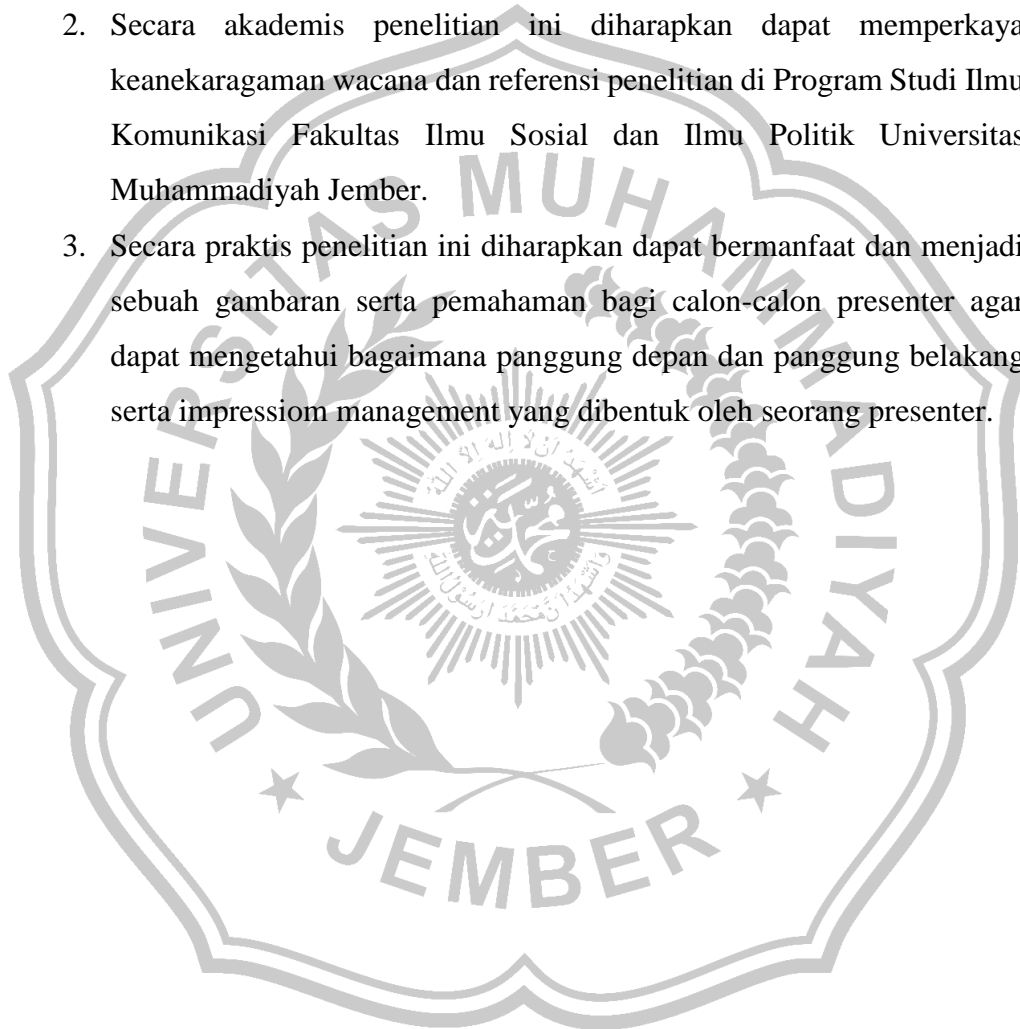 2. Secara akademis penelitian ini diharapkan dapat memperkaya
keanekaragaman wacana dan referensi penelitian di Program Studi Ilmu
Komunikasi Fakultas Ilmu Sosial dan Ilmu Politik Universitas
Muhammadiyah Jember.
3. Secara praktis penelitian ini diharapkan dapat bermanfaat dan menjadi
sebuah gambaran serta pemahaman bagi calon-calon presenter agar
dapat mengetahui bagaimana panggung depan dan panggung belakang
serta impressiom management yang dibentuk oleh seorang presenter.
UNIVERSITAS MUHAMMADIYAH
JEMBER